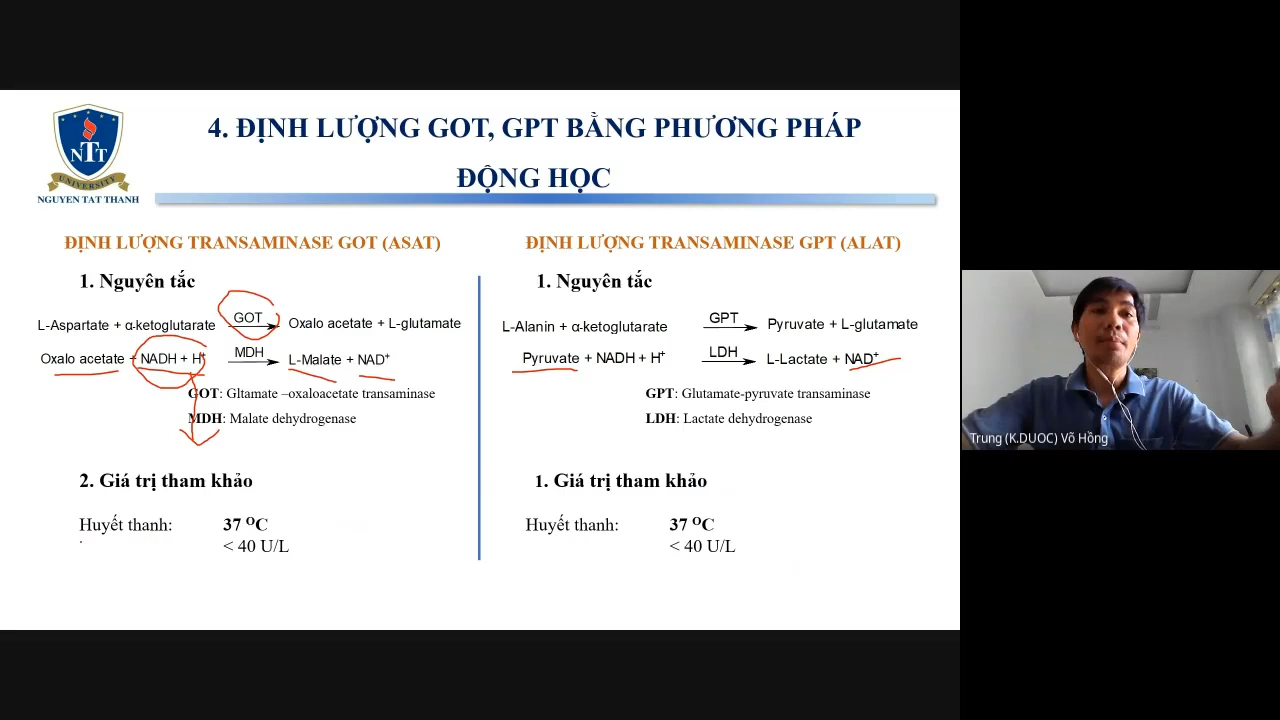 4. ĐỊNH LƯỢNG GOT, GPT BẰNG PHƯƠNG PHÁP
ĐỘNG HỌC
NTT
UNIVERSITY
NGUYEN TAT THANH
ĐỊNH LƯỢNG TRANSAMINASE GOT (ASAT)
1. Nguyên tắc
GOT
L-Aspartate + α-ketoglutarate
Oxalo acetate + L-glutamate
MDH
Oxalo acetate + NADH + H+
L-Malate + NAD+
GOT: Gltamate –oxaloacetate transaminase
MDH: Malate dehydrogenase
2. Giá trị tham khảo
Huyết thanh: 37 OC
< 40 U/L
ĐỊNH LƯỢNG TRANSAMINASE GPT (ALAT)
1. Nguyên tắc
GPT
L-Alanin + α-ketoglutarate
Pyruvate + L-glutamate
LDH
Pyruvate + NADH + H+
L-Lactate + NAD+
GPT: Glutamate-pyruvate transaminase
LDH: Lactate dehydrogenase
1. Giá trị tham khảo
Huyết thanh: 37 OC
< 40 U/L
Trung (K.DUOC) Võ Hồng